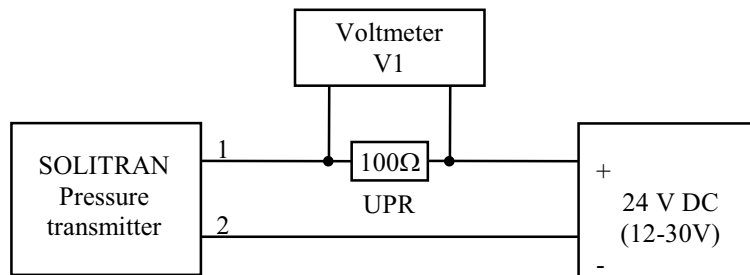 Voltmeter
V1
SOLITRAN
Pressure
transmitter
1
100Ω
UPR
2
+
24 V DC
(12-30V)
-